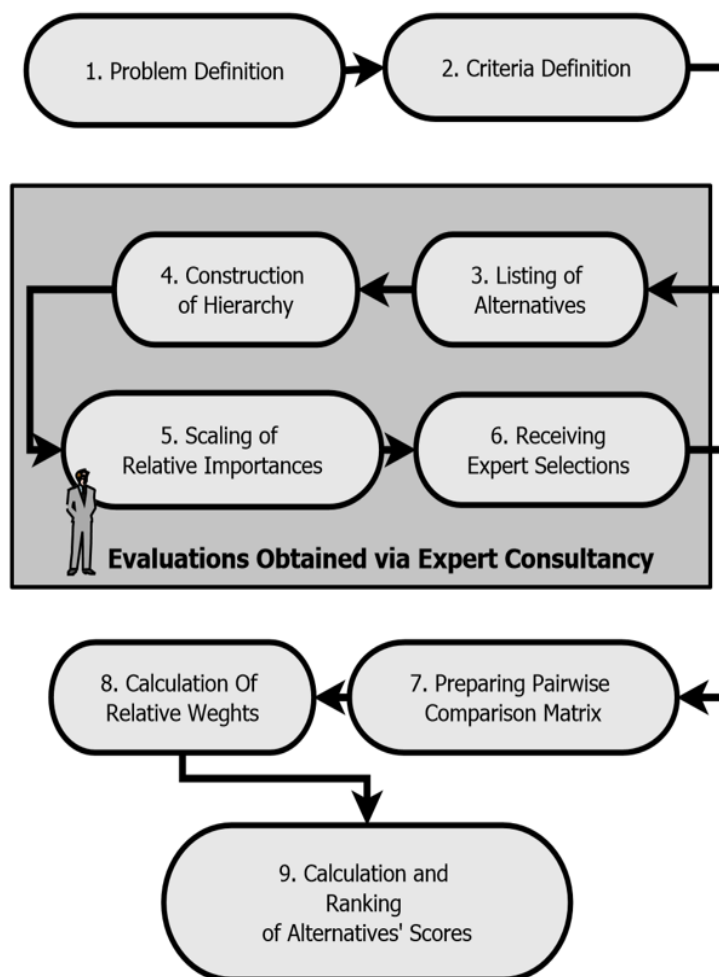 1. Problem Definition
2. Criteria Definition
3. Listing of
Alternatives
4. Construction
of Hierarchy
5. Scaling of
Relative Importances
6. Receiving
Expert Selections
Evaluations Obtained via Expert Consultancy
7. Preparing Pairwise
Comparison Matrix
8. Calculation Of
Relative Weghts
9. Calculation and
Ranking
of Alternatives' Scores